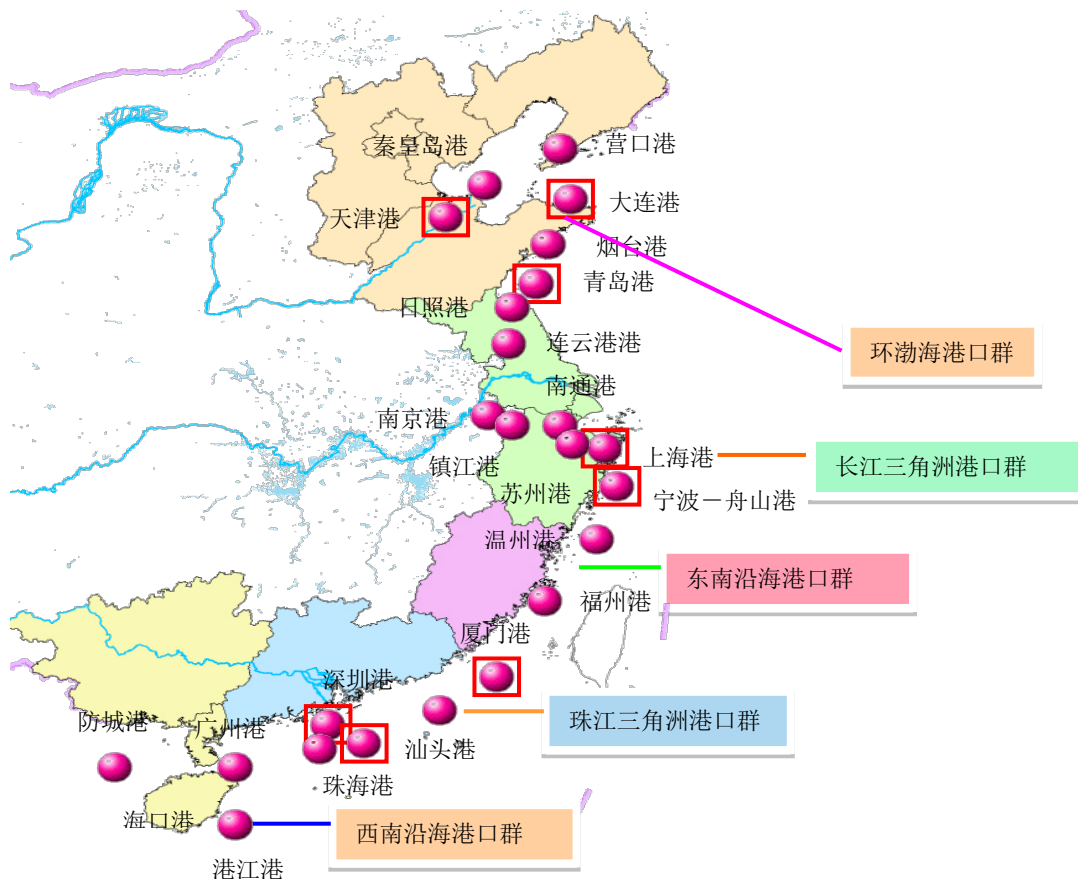 秦皇岛港
营口港
天津港
大连港
烟台港
青岛港
日照港
连云港港
环渤海港口群
南通港
南京港
镇江港
上海港
长江三角洲港口群
苏州港
宁波－舟山港
温州港
东南沿海港口群
福州港
厦门港
深圳港
防城港
广州港
汕头港
珠江三角洲港口群
珠海港
海口港
西南沿海港口群
港江港